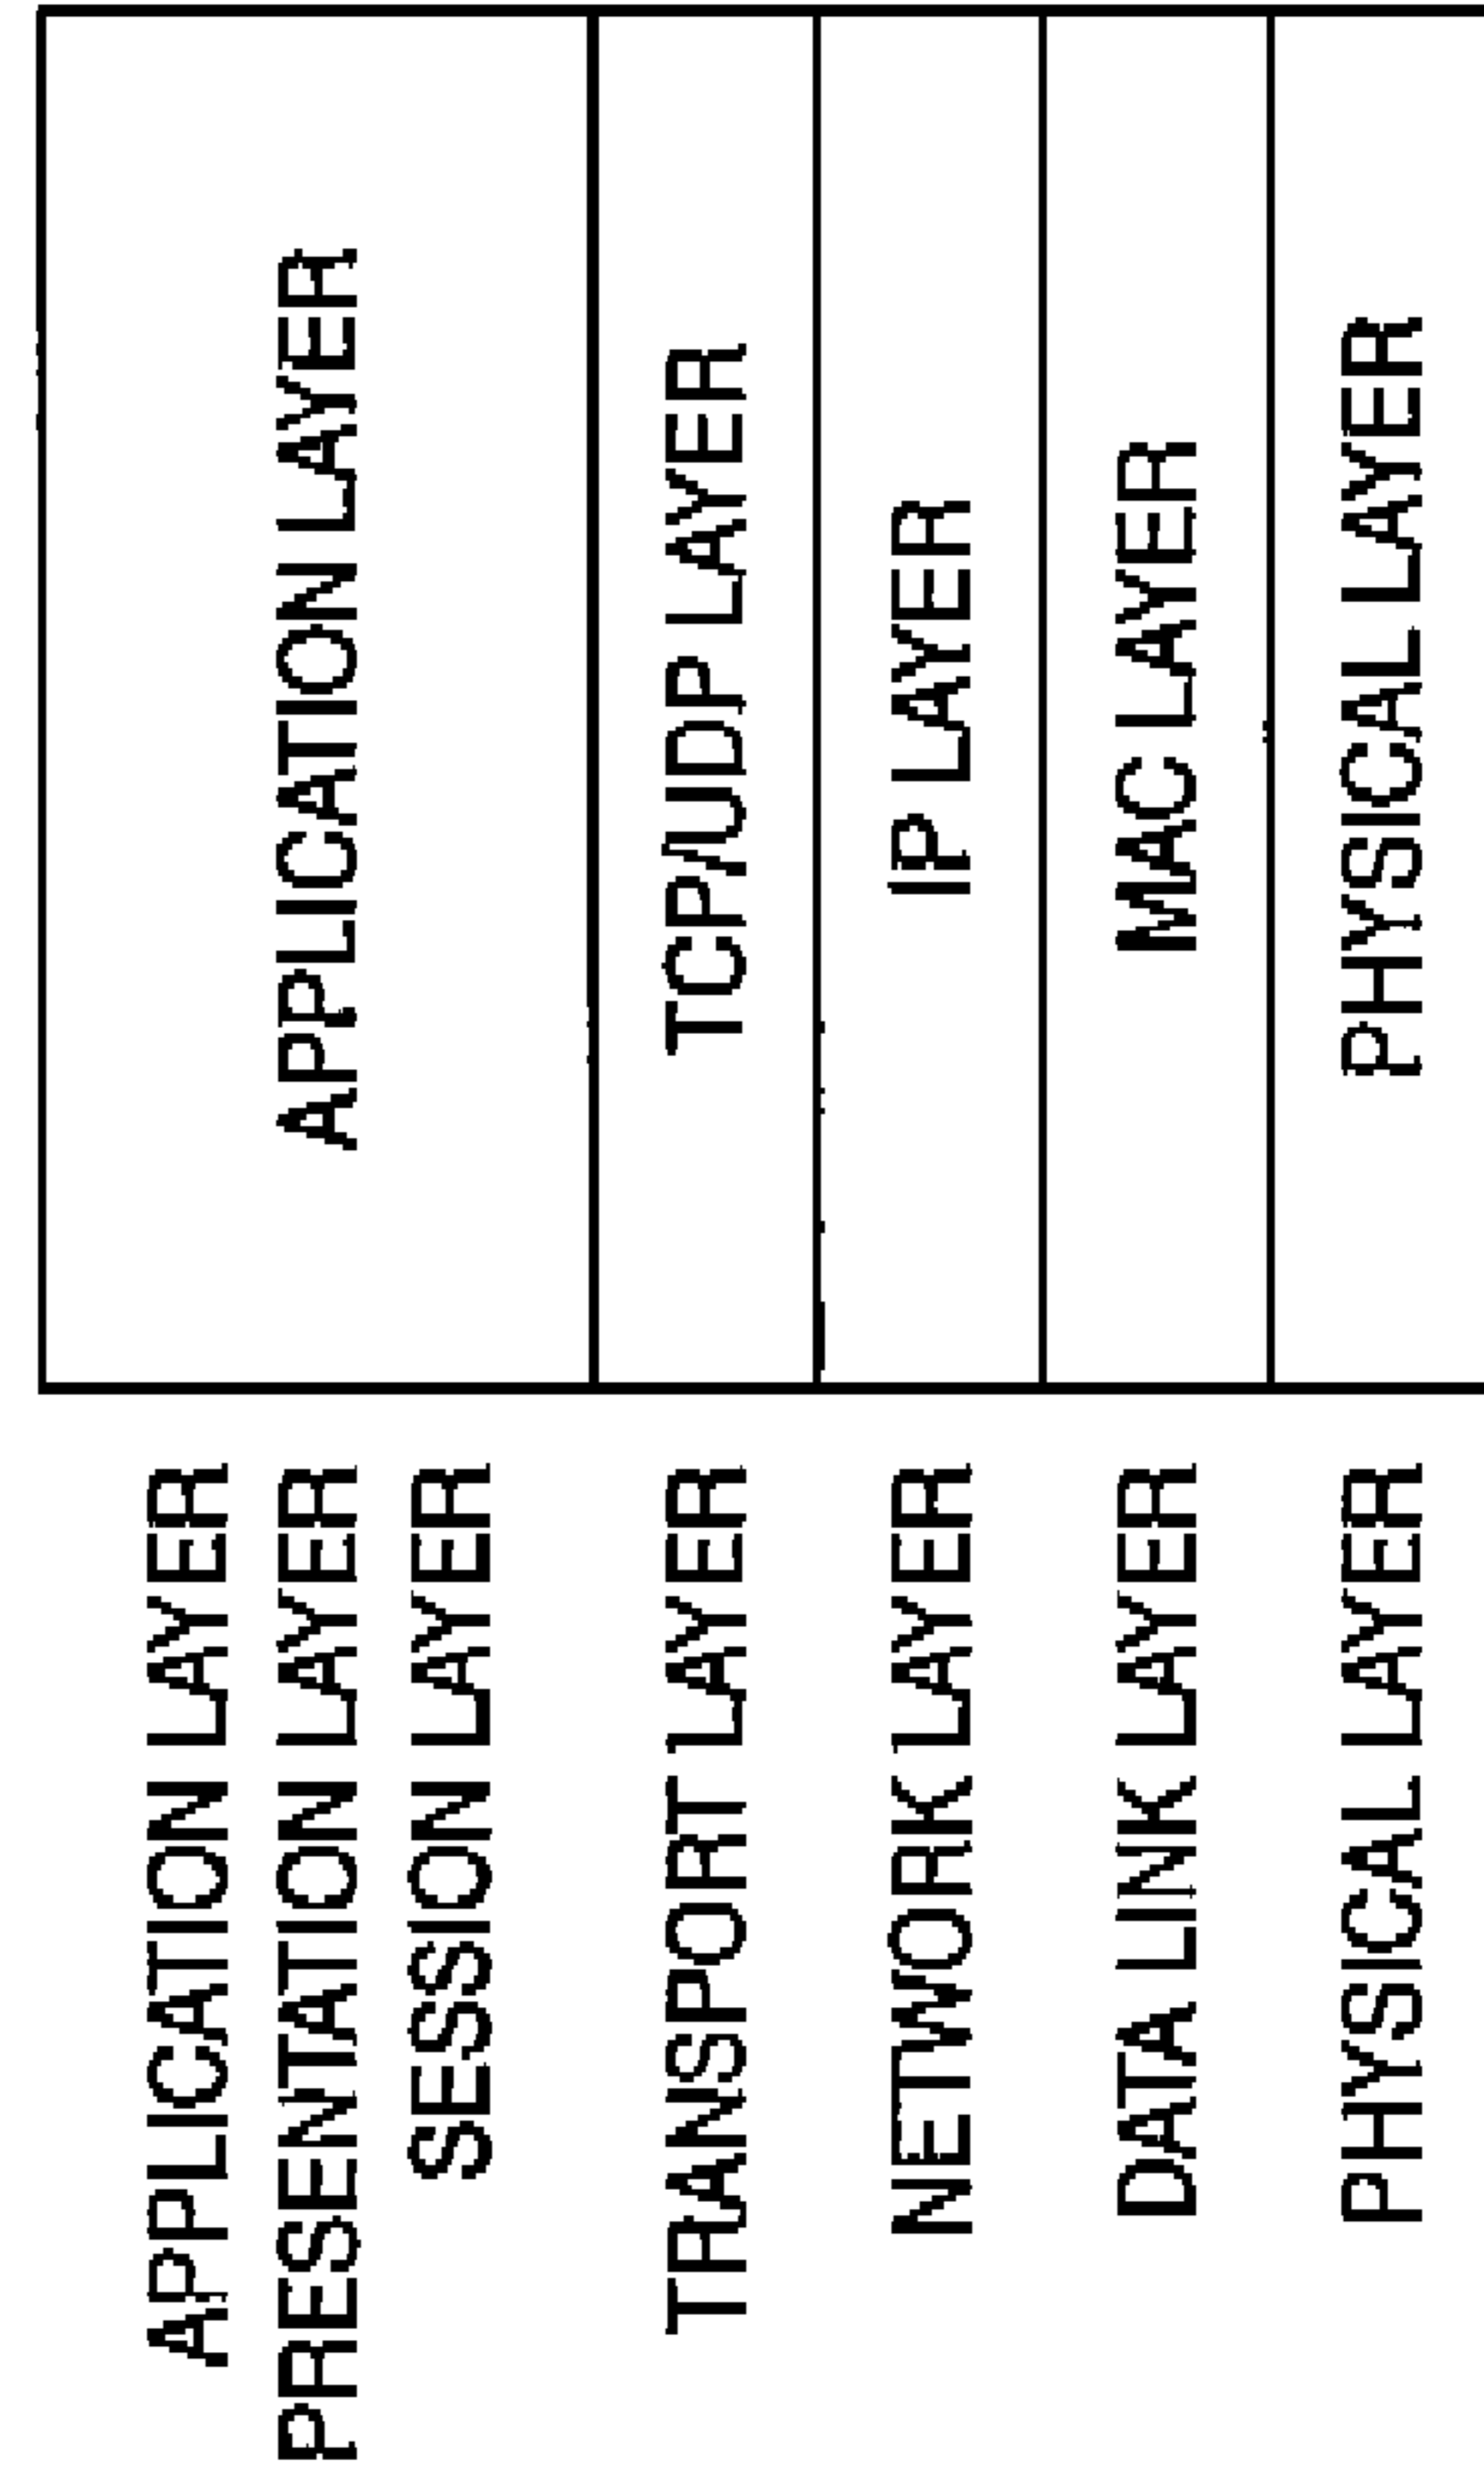 APPLICATION LAYER
PRESENTATION LAYER
SESSION LAYER
APPLICATION LAYER
TRANSPORT LAYER
TCP/UDP LAYER
NETWORK LAYER
IP LAYER
DATA LINK LAYER
MAC LAYER
PHYSICAL LAYER
PHYSICAL LAYER